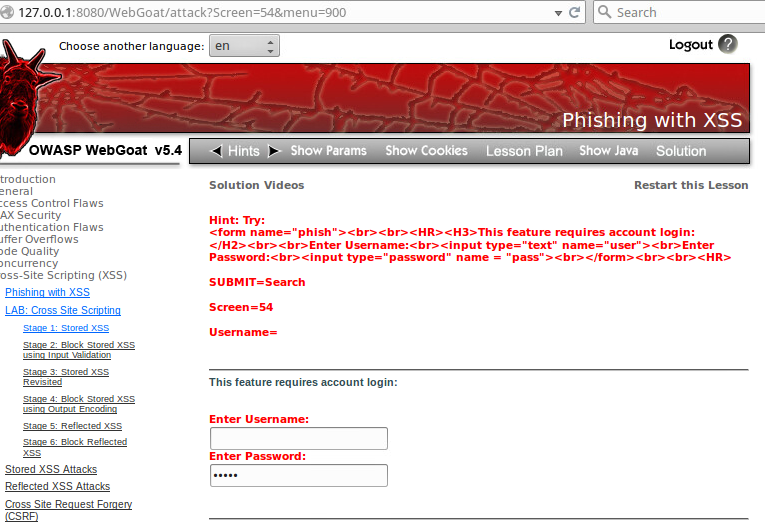 127.0.0.1:8080/WebGoat/attack?Screen=54&menu=900
Search
Choose another language: en
Logout ?
Phishing with XSS
OWASP WebGoat v5.4
Hints Show Params Show Cookies Lesson Plan Show Java Solution
Solution Videos Restart this Lesson
ntroduction
eneral
ccess Control Flaws
AX Security
uthentication Flaws
uffer Overflows
ode Quality
oncurrency
ross-Site Scripting (XSS)
Phishing with XSS
LAB: Cross Site Scripting
Stage 1: Stored XSS
Stage 2: Block Stored XSS
using Input Validation
Stage 3: Stored XSS
Revisited
Stage 4: Block Stored XSS
using Output Encoding
Stage 5: Reflected XSS
Stage 6: Block Reflected
XSS
Stored XSS Attacks
Reflected XSS Attacks
Cross Site Request Forgery
(CSRF)
Hint: Try:
<form name="phish"><br><br><HR><H3>This feature requires account login:
</H2><br><br>Enter Username:<br><input type="text" name="user"><br>Enter
Password:<br><input type="password" name = "pass"><br></form><br><br><HR>
SUBMIT=Search
Screen=54
Username=
This feature requires account login:
Enter Username:
Enter Password:
•••••